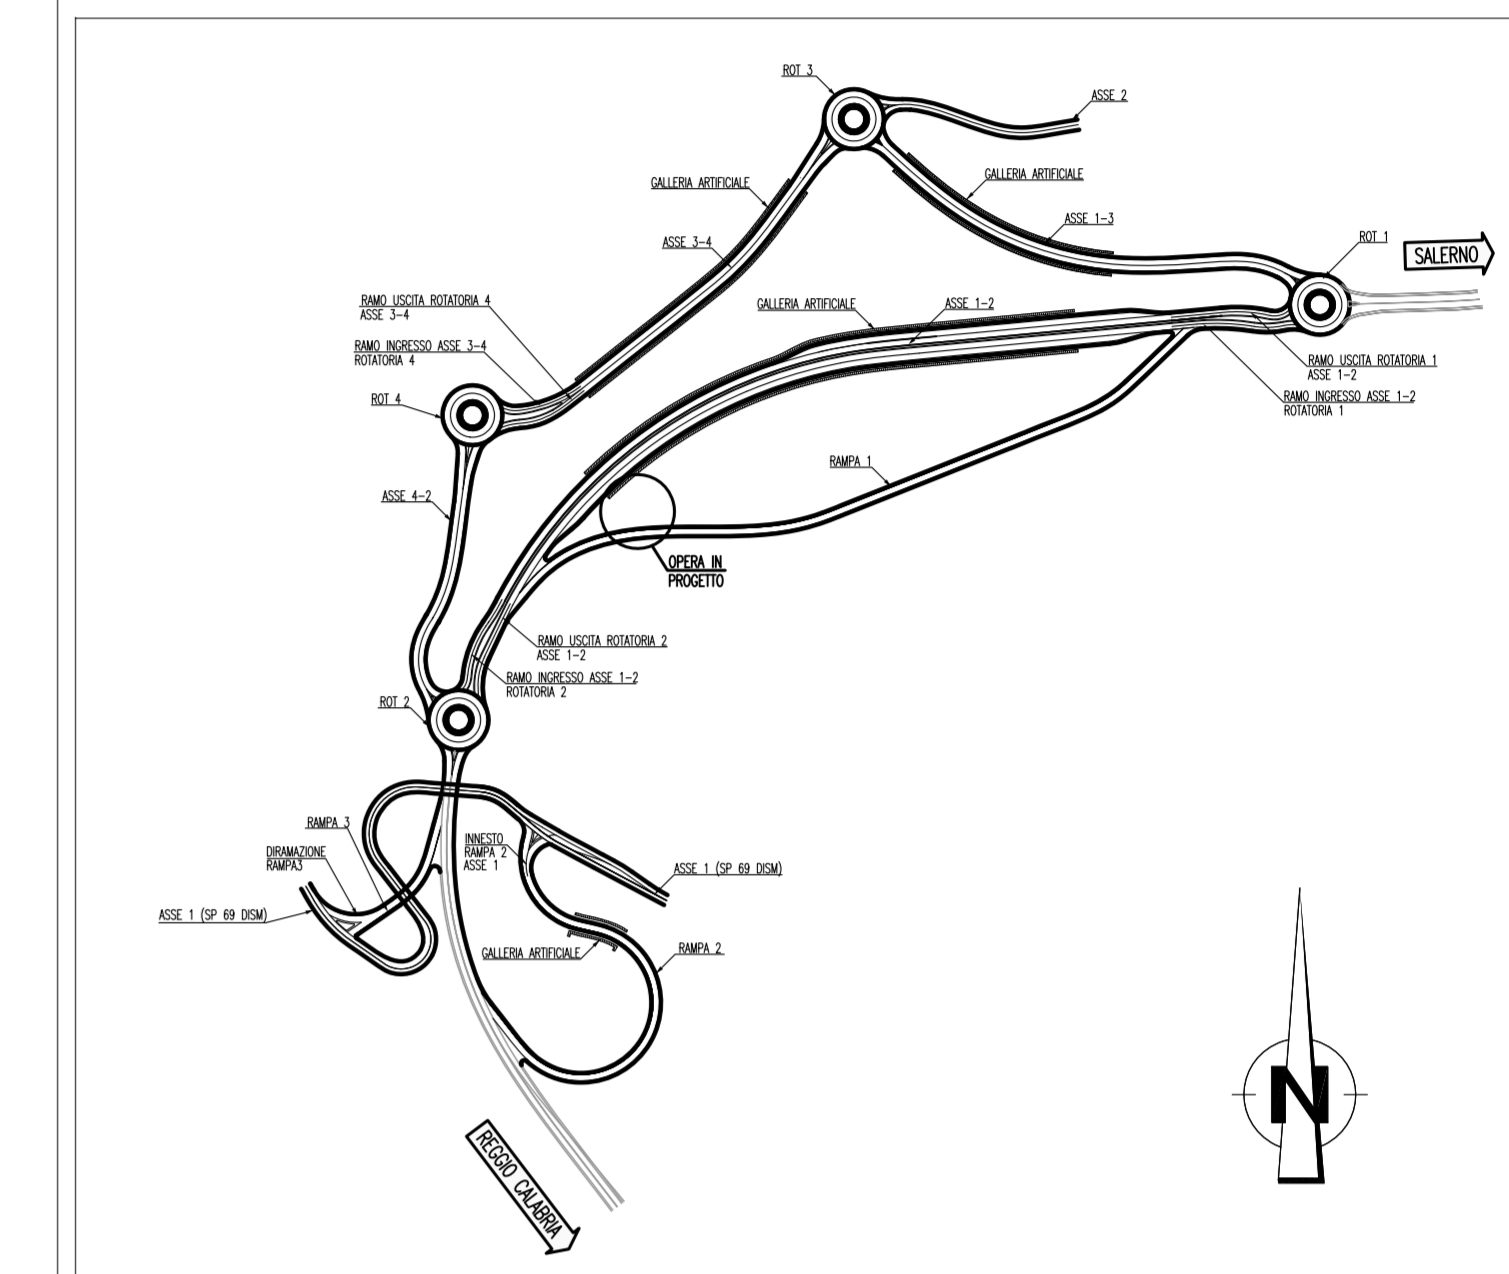 ROT 3
ASSE 2
GALLERIA ARTIFICIALE
GALLERIA ARTIFICIALE
ASSE 1-3
ASSE 3-4
ROT 1
SALERNO
RAMO USCITA ROTATORIA 4
ASSE 3-4
GALLERIA ARTIFICIALE
ASSE 1-2
RAMO INGRESSO ASSE 3-4
ROTATORIA 4
RAMO USCITA ROTATORIA 1
ASSE 1-2
ROT 4
RAMO INGRESSO ASSE 1-2
ROTATORIA 1
RAMPA 1
ASSE 4-2
OPERA IN
PROGETTO
RAMO USCITA ROTATORIA 2
ASSE 1-2
RAMO INGRESSO ASSE 1-2
ROTATORIA 2
ROT 2
RAMPA 3
INNESTO
RAMPA 2
ASSE 1
DIRAMAZIONE
RAMPA3
ASSE 1 (SP 69 DISM)
ASSE 1 (SP 69 DISM)
GALLERIA ARTIFICIALE
RAMPA 2
N
REGGIO CALABRIA